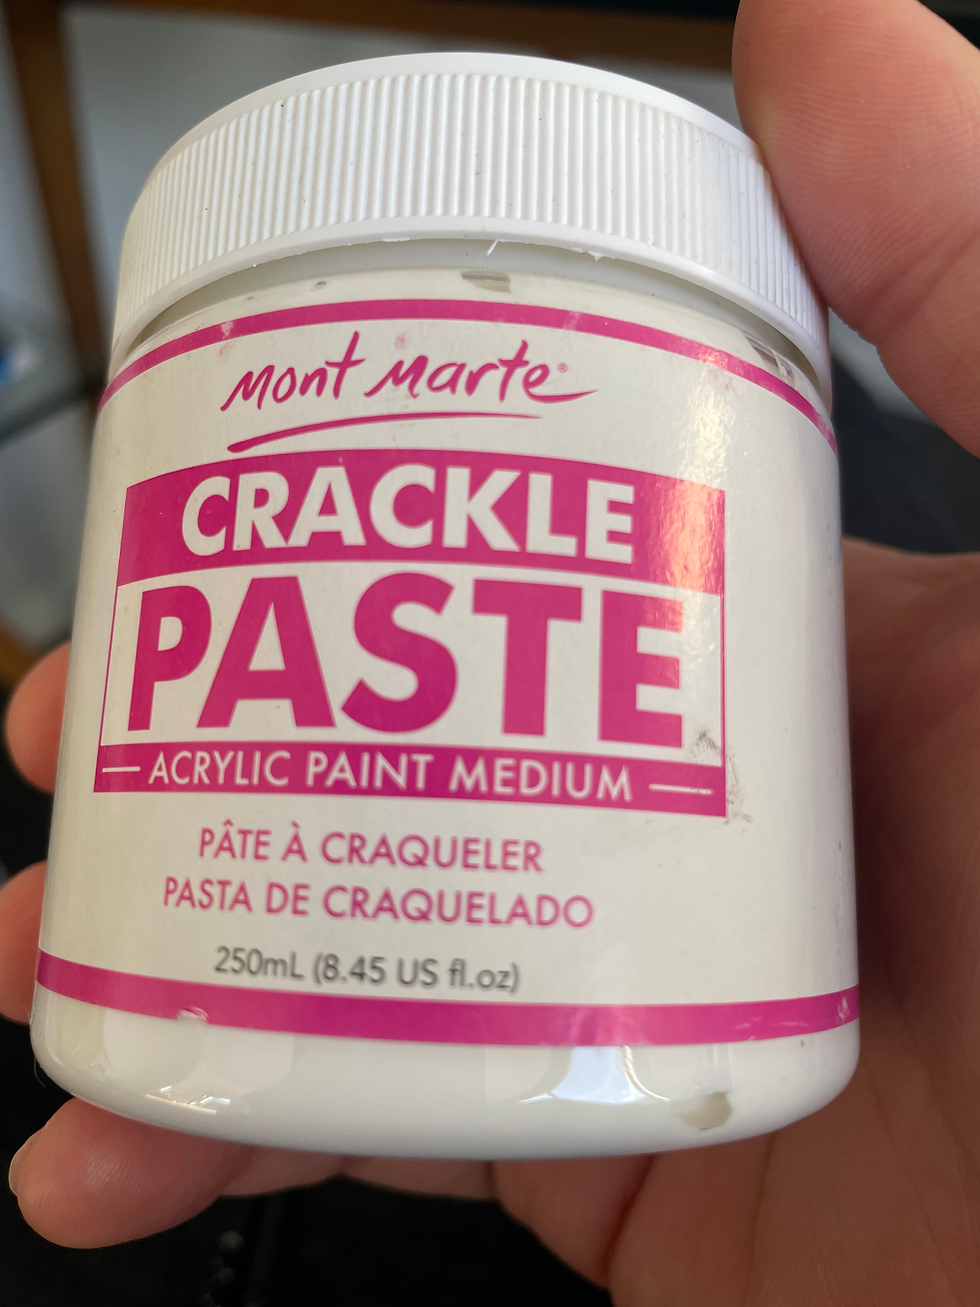 Mont Marte®
CRACKLE
PASTE
ACRYLIC PAINT MEDIUM
PÂTE À CRAQUELER
PASTA DE CRAQUELADO
250mL (8.45 US fl.oz)